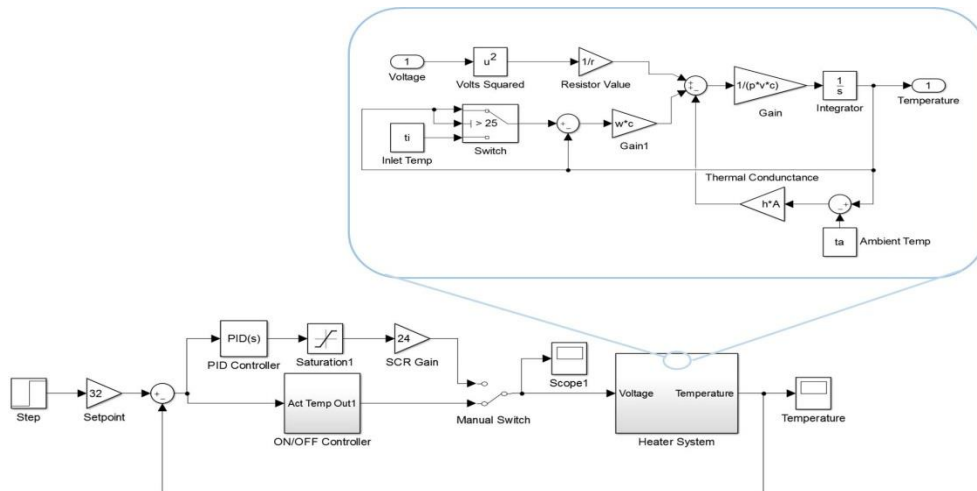 1
Voltage
u²
Volts Squared
1/r
Resistor Value
1/(p*v*c)
Gain
1
s
Integrator
1
Temperature
ti
Inlet Temp
> 25
Switch
w*c
Gain1
Thermal Condunctance
h*A
ta
Ambient Temp
Step
32
Setpoint
PID(s)
PID Controller
Saturation1
24
SCR Gain
Act Temp Out1
ON/OFF Controller
Manual Switch
Scope1
Voltage
Temperature
Heater System
Temperature